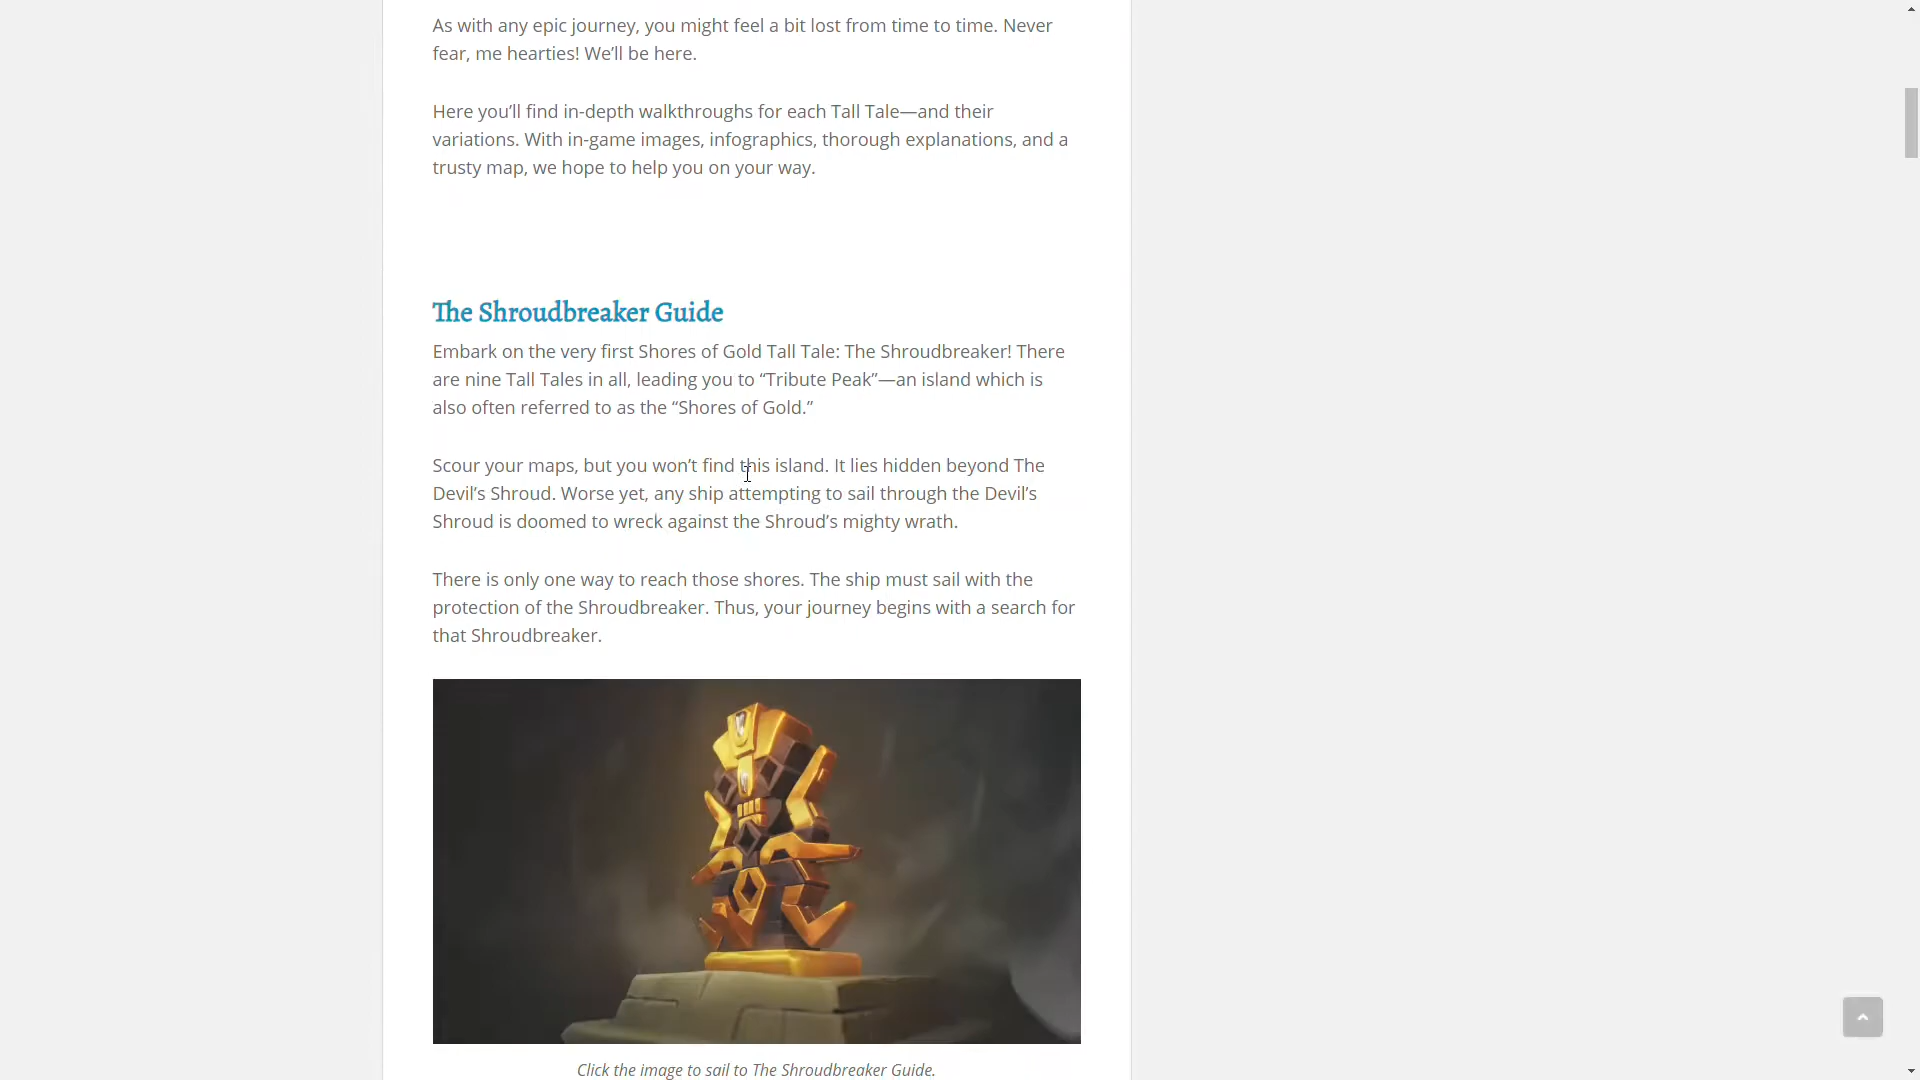 As with any epic journey, you might feel a bit lost from time to time. Never
fear, me hearties! We’ll be here.
Here you’ll find in-depth walkthroughs for each Tall Tale—and their
variations. With in-game images, infographics, thorough explanations, and a
trusty map, we hope to help you on your way.
The Shroudbreaker Guide
Embark on the very first Shores of Gold Tall Tale: The Shroudbreaker! There
are nine Tall Tales in all, leading you to “Tribute Peak”—an island which is
also often referred to as the “Shores of Gold.”
Scour your maps, but you won’t find this island. It lies hidden beyond The
Devil’s Shroud. Worse yet, any ship attempting to sail through the Devil’s
Shroud is doomed to wreck against the Shroud’s mighty wrath.
There is only one way to reach those shores. The ship must sail with the
protection of the Shroudbreaker. Thus, your journey begins with a search for
that Shroudbreaker.
Click the image to sail to The Shroudbreaker Guide.